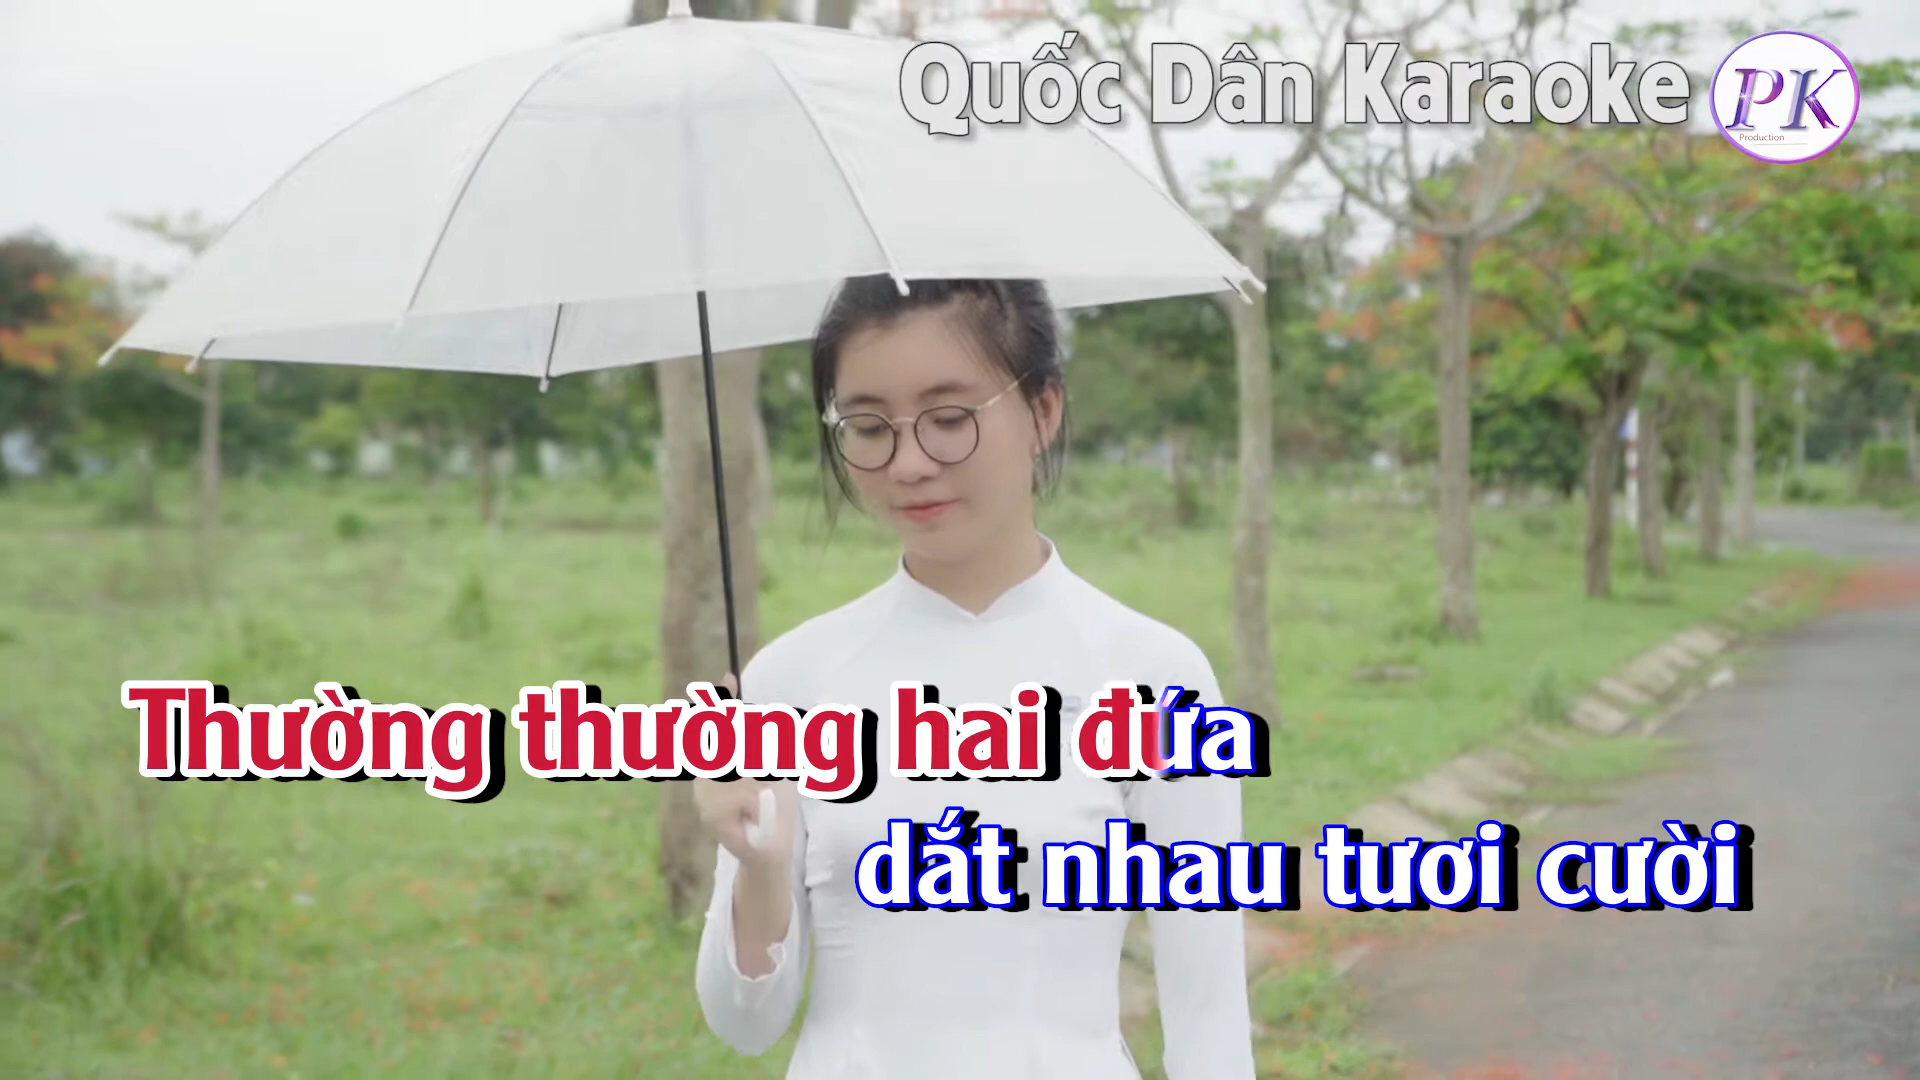 Quốc Dân Karaoke
PK
Production
Thường thường hai đứa
dắt nhau tươi cười